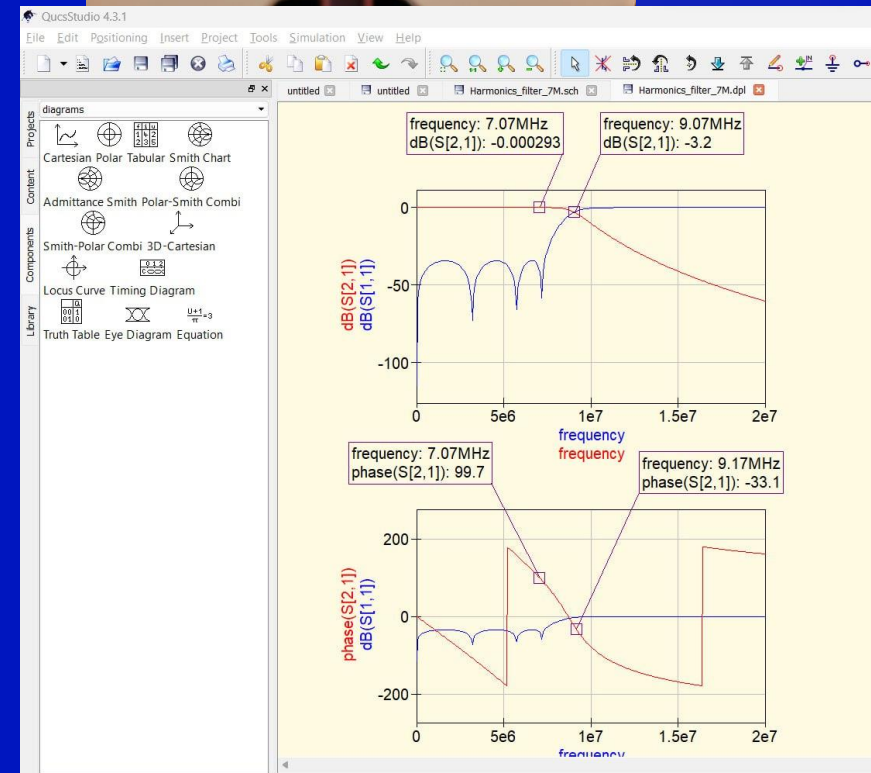 QucsStudio 4.3.1
File Edit Positioning Insert Project Tools Simulation View Help
untitled untitled Harmonics_filter_7M.sch Harmonics_filter_7M.dpl
Projects
Content
Components
Library
diagrams
Cartesian Polar Tabular Smith Chart
Admittance Smith Polar-Smith Combi
Smith-Polar Combi 3D-Cartesian
Locus Curve Timing Diagram
Truth Table Eye Diagram Equation
frequency: 7.07MHz
dB(S[2,1]): -0.000293
frequency: 9.07MHz
dB(S[2,1]): -3.2
dB(S[2,1])
dB(S[1,1])
0
-50
-100
0 5e6 1e7 1.5e7 2e7
frequency
frequency
frequency: 7.07MHz
phase(S[2,1]): 99.7
frequency: 9.17MHz
phase(S[2,1]): -33.1
phase(S[2,1])
dB(S[1,1])
200
0
-200
0 5e6 1e7 1.5e7 2e7
frequency